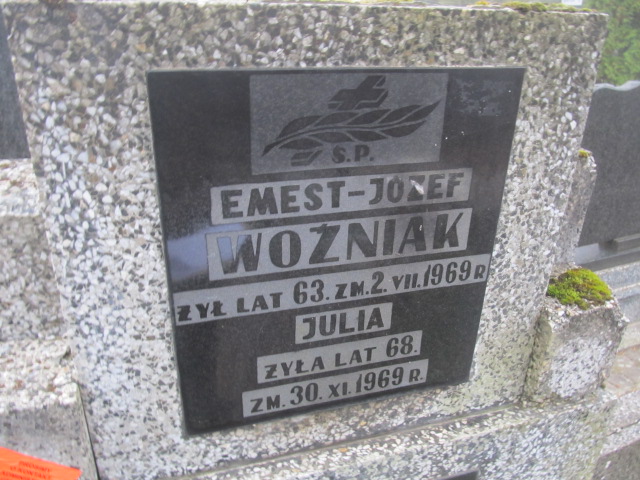 Ś.P.
EMEST-JÓZEF
WOŹNIAK
ŻYŁ LAT 63. ZM. 2. VII. 1969 R
JULIA
ŻYŁA LAT 68.
ZM. 30. XI. 1969 R.